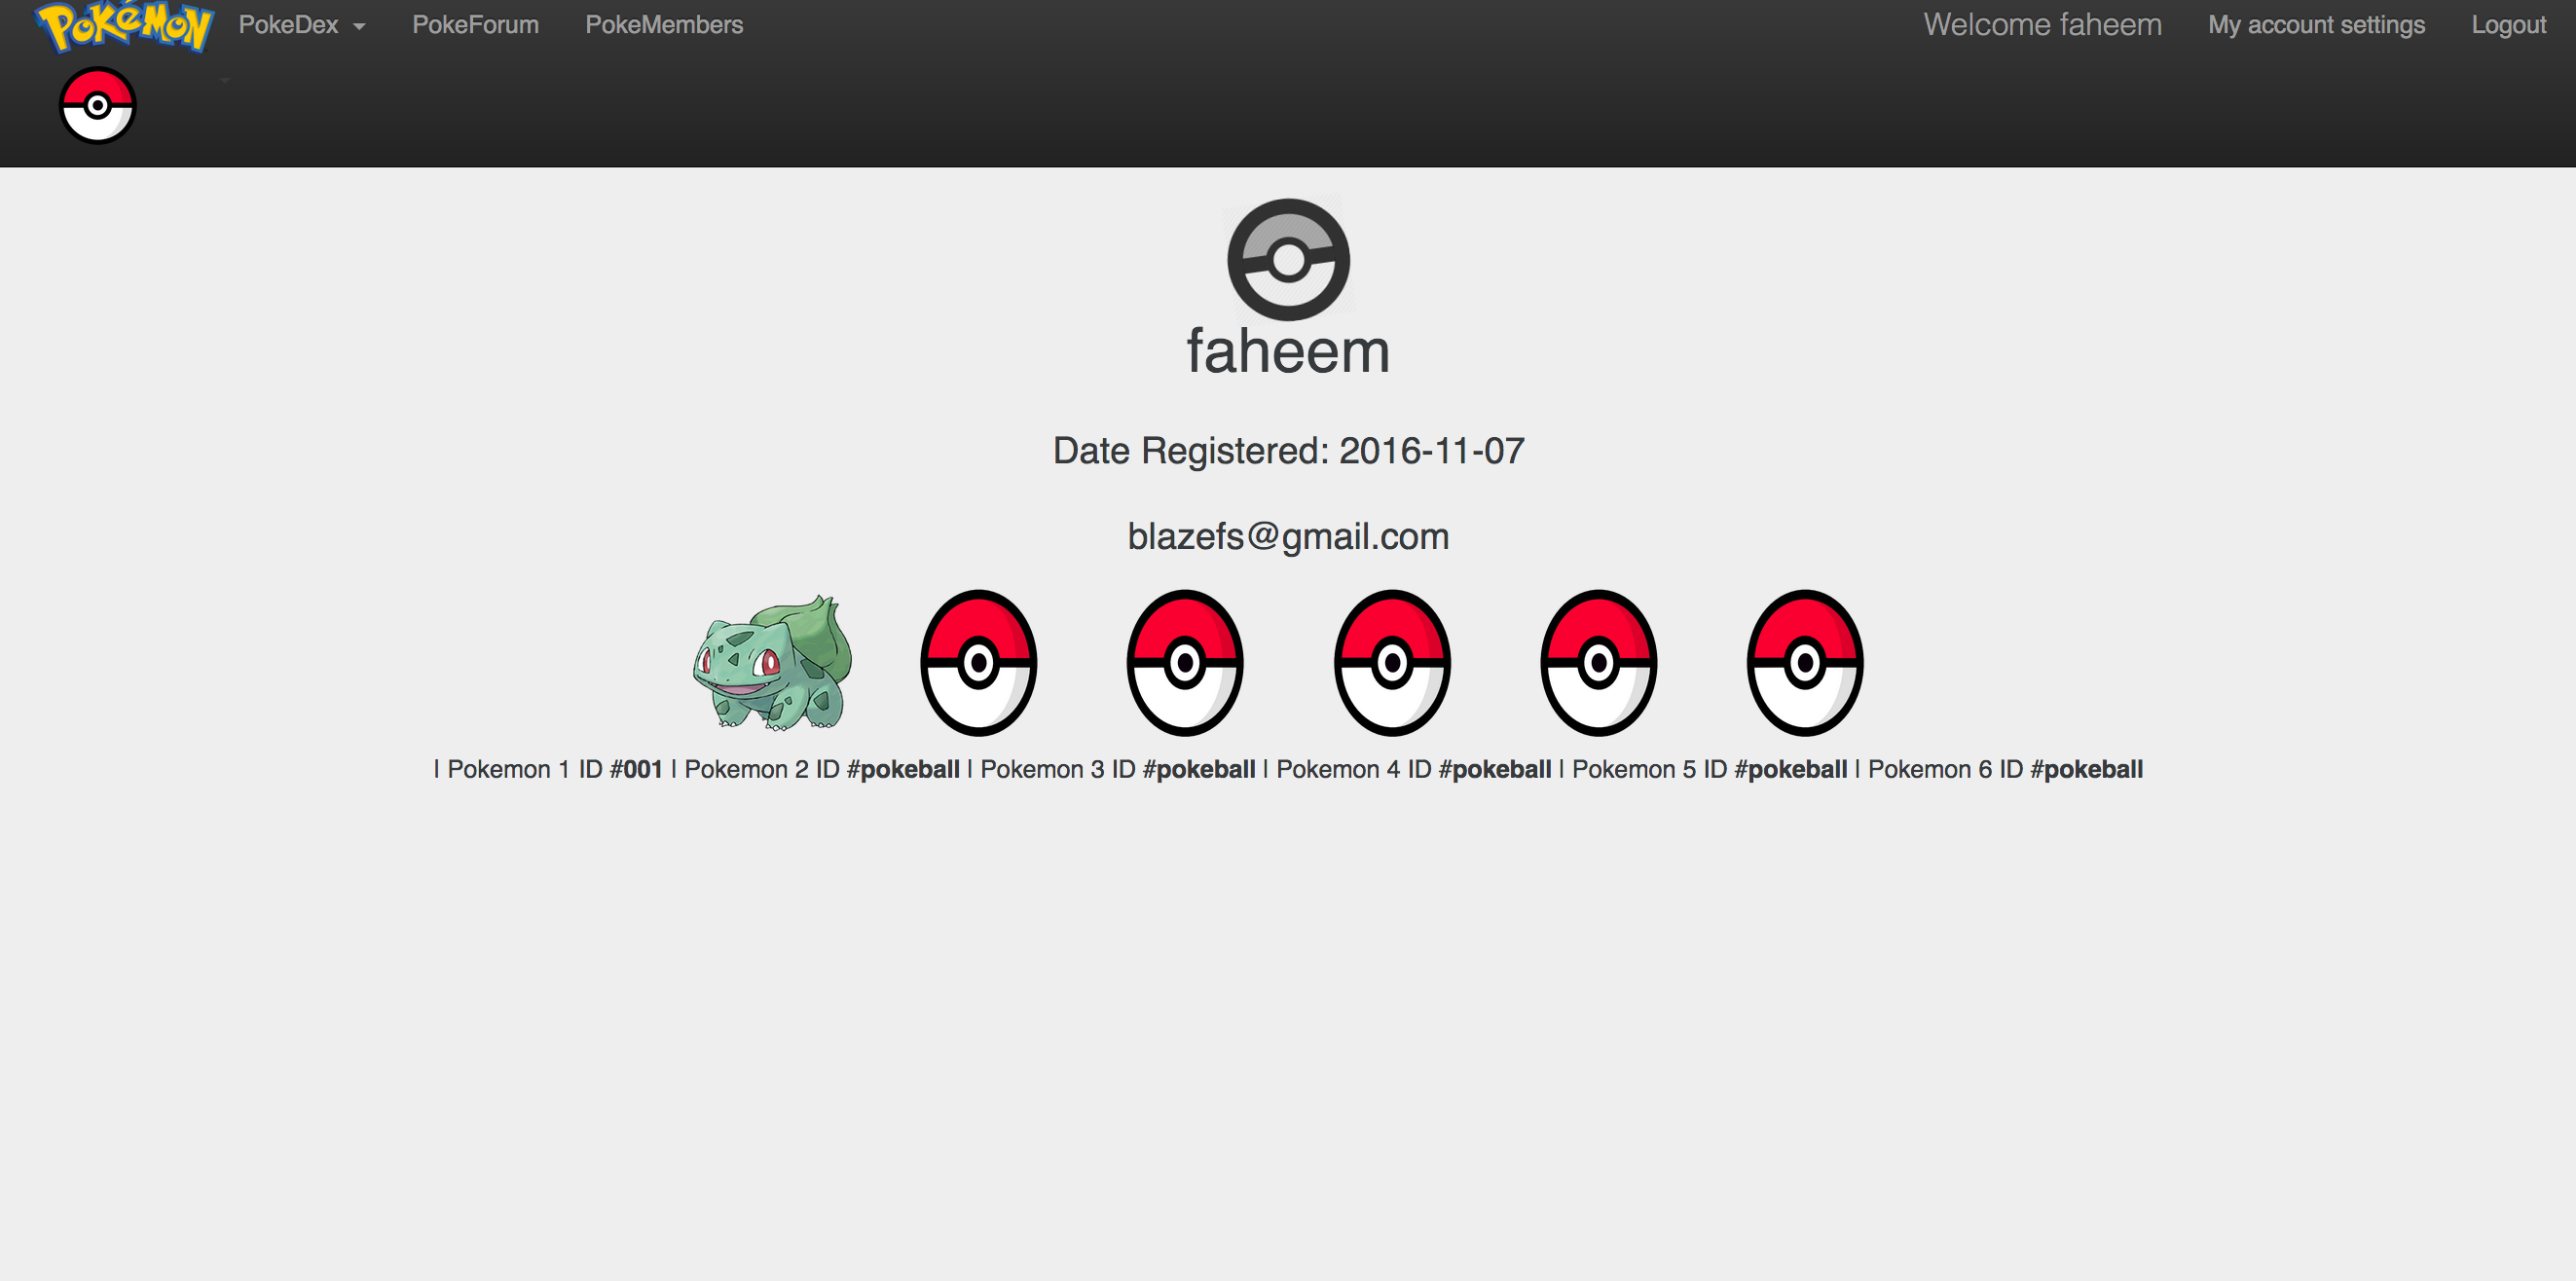 POKéMON PokeDex PokeForum PokeMembers Welcome faheem My account settings Logout
faheem
Date Registered: 2016-11-07
blazefs@gmail.com
| Pokemon 1 ID #001 | Pokemon 2 ID #pokeball | Pokemon 3 ID #pokeball | Pokemon 4 ID #pokeball | Pokemon 5 ID #pokeball | Pokemon 6 ID #pokeball